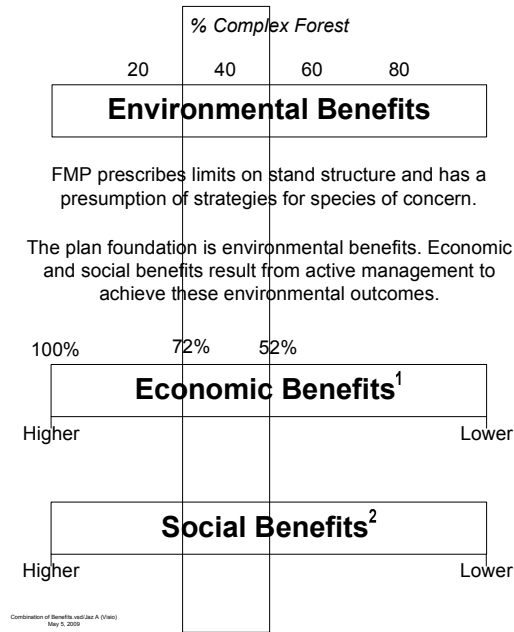 % Complex Forest
20 40 60 80
Environmental Benefits
FMP prescribes limits on stand structure and has a
presumption of strategies for species of concern.
The plan foundation is environmental benefits. Economic
and social benefits result from active management to
achieve these environmental outcomes.
100% 72% 52%
Economic Benefits¹
Higher Lower
Social Benefits²
Higher Lower
Combination of Benefits.vsd/Jaz A (Visio)
May 5, 2009